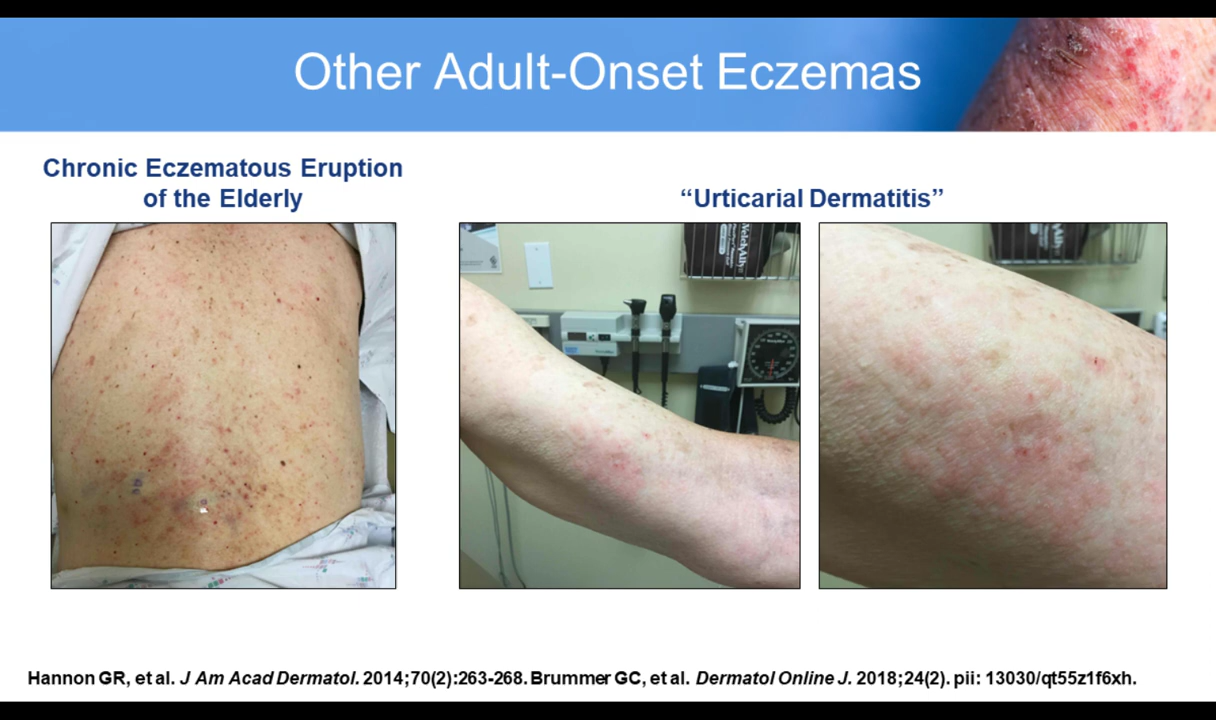 Other Adult-Onset Eczemas
Chronic Eczematous Eruption
of the Elderly
“Urticarial Dermatitis”
WelchAllyn
Hannon GR, et al. J Am Acad Dermatol. 2014;70(2):263-268. Brummer GC, et al. Dermatol Online J. 2018;24(2). pii: 13030/qt55z1f6xh.